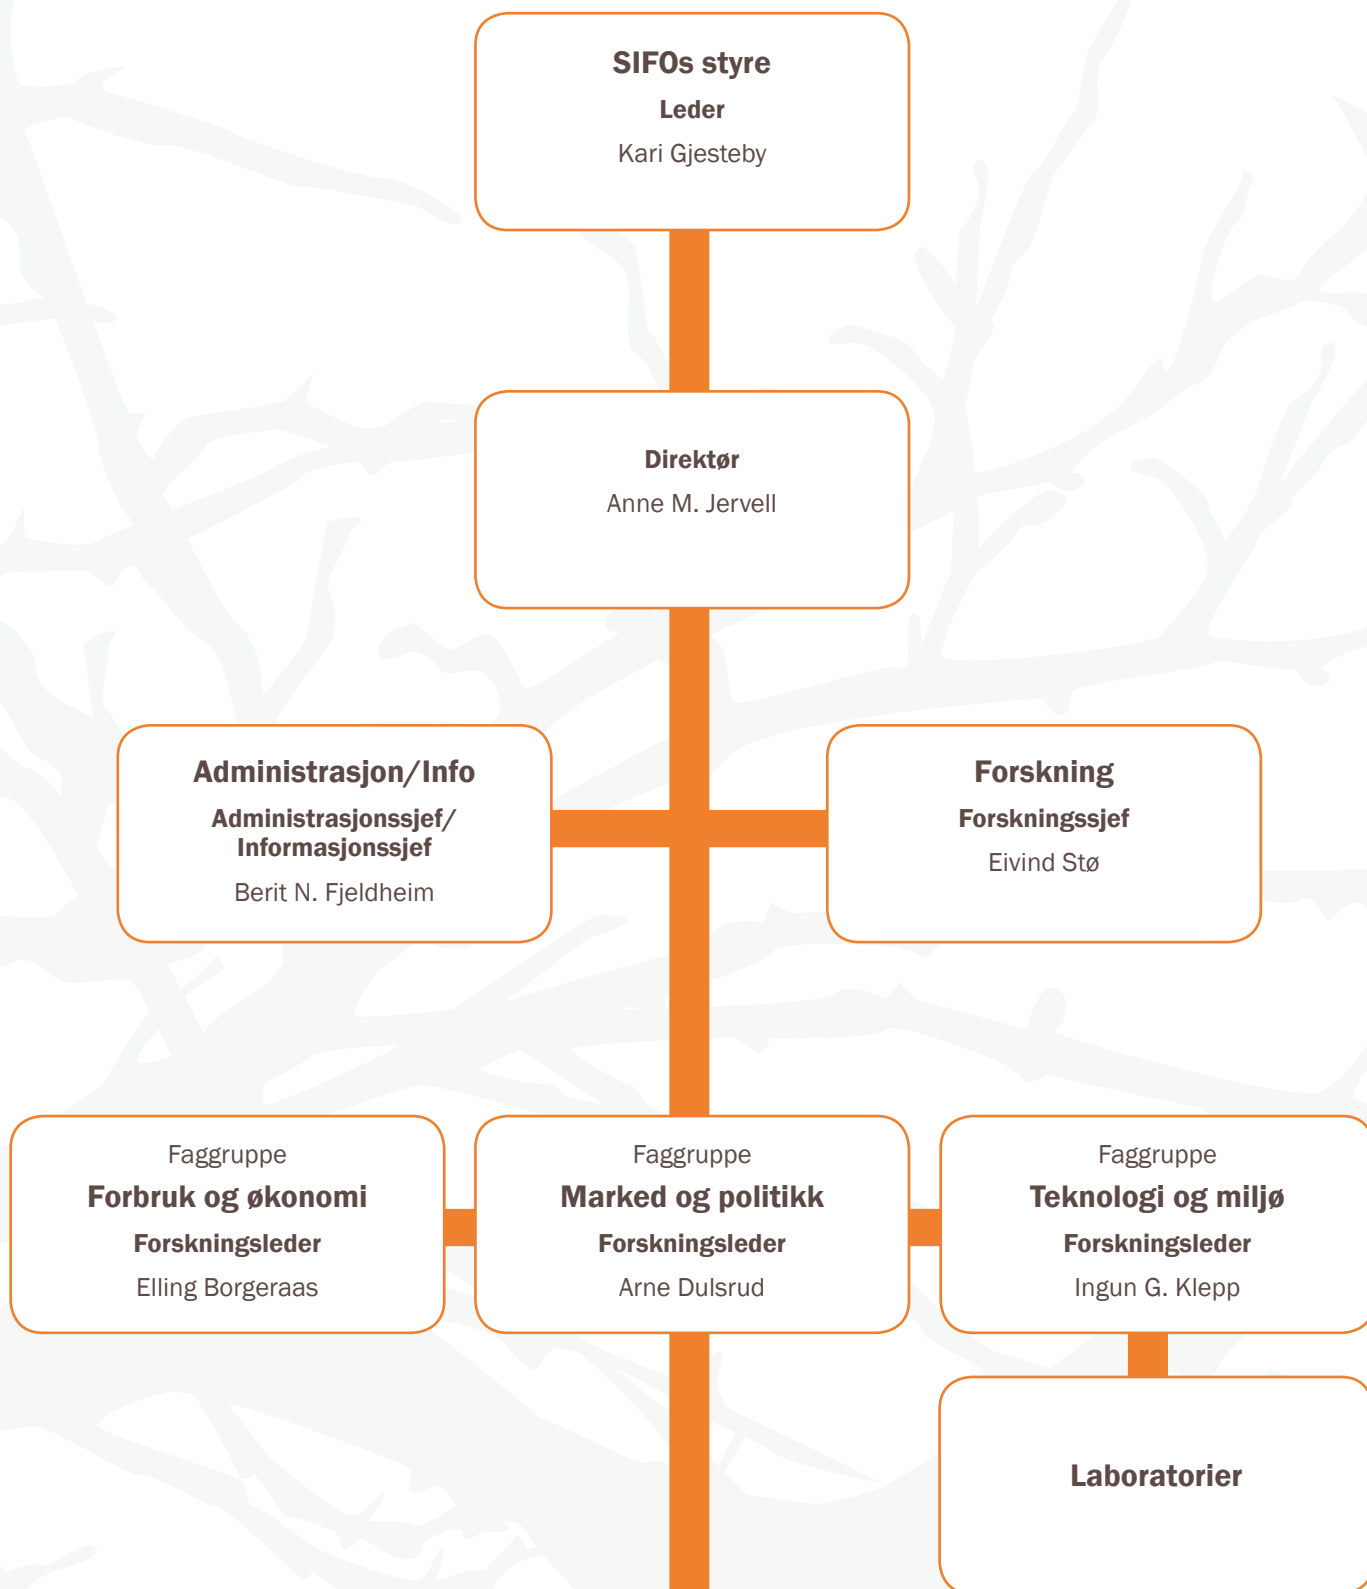 SIFOs styre
Leder
Kari Gjesteby
Direktør
Anne M. Jervell
Administrasjon/Info
Administrasjonssjef/
Informasjonssjef
Berit N. Fjeldheim
Forskning
Forskningssjef
Eivind Stø
Faggruppe
Forbruk og økonomi
Forskningsleder
Elling Borgeraas
Faggruppe
Marked og politikk
Forskningsleder
Arne Dulsrud
Faggruppe
Teknologi og miljø
Forskningsleder
Ingun G. Klepp
Laboratorier